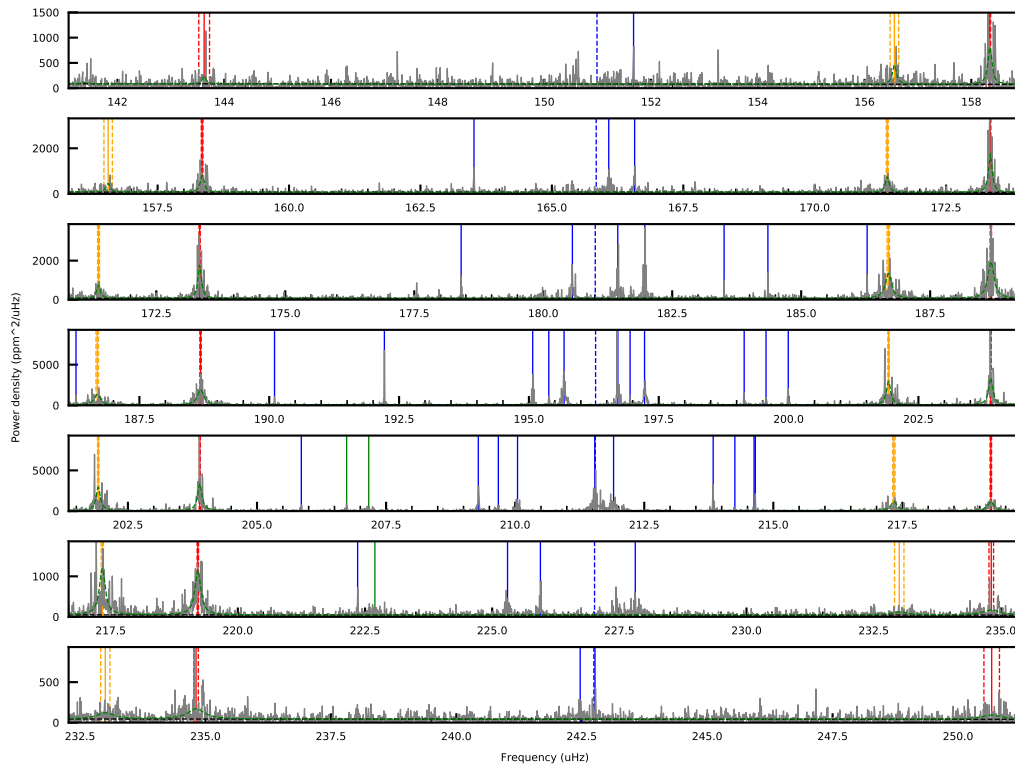 1500
1000
500
0
142 144 146 148 150 152 154 156 158
2000
0
157.5 160.0 162.5 165.0 167.5 170.0 172.5
2000
0
172.5 175.0 177.5 180.0 182.5 185.0 187.5
Power density (ppm^2/uHz)
5000
0
187.5 190.0 192.5 195.0 197.5 200.0 202.5
5000
0
202.5 205.0 207.5 210.0 212.5 215.0 217.5
1000
0
217.5 220.0 222.5 225.0 227.5 230.0 232.5 235.0
500
0
232.5 235.0 237.5 240.0 242.5 245.0 247.5 250.0
Frequency (uHz)